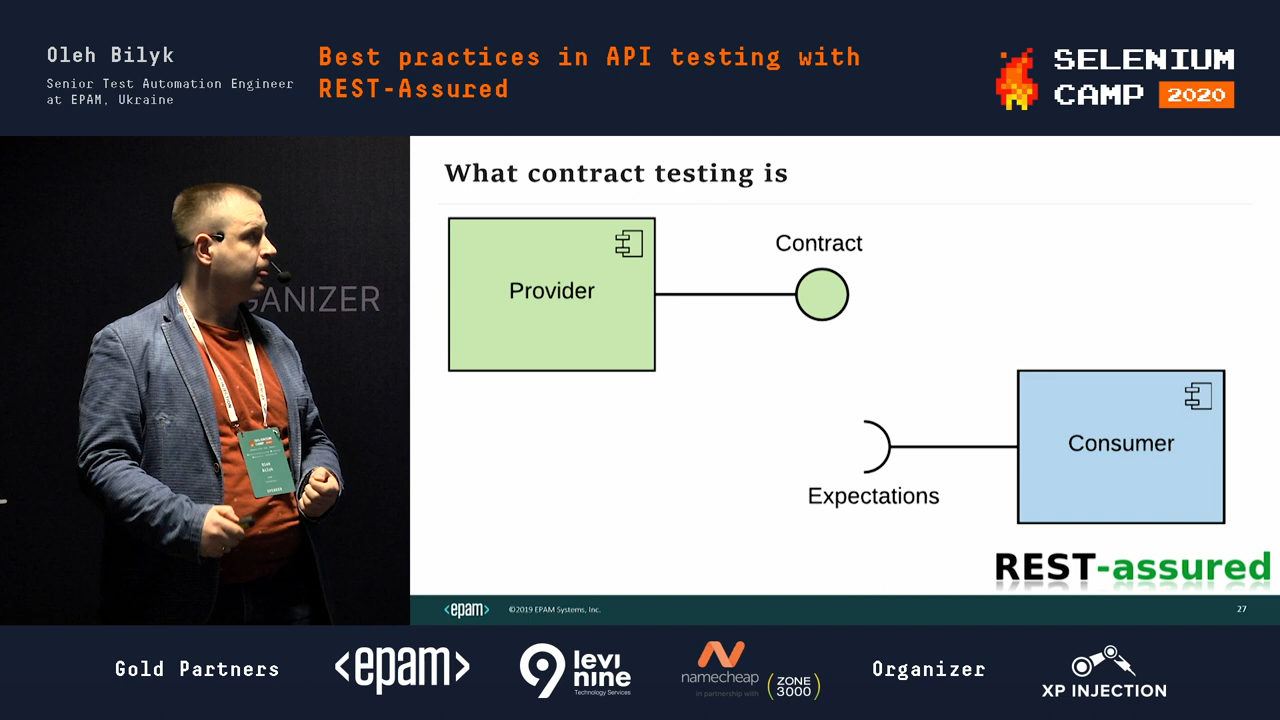 Oleh Bilyk
Senior Test Automation Engineer
at EPAM, Ukraine
Best practices in API testing with
REST-Assured
SELENIUM
CAMP 2020
GANIZER
What contract testing is
Provider
Contract
Consumer
Expectations
REST-assured
<epam>
©2019 EPAM Systems, Inc.
27
Gold Partners
<epam>
9 levi
nine
Technology Services
namecheap
in partnership with
ZONE
3000
Organizer
XP INJECTION